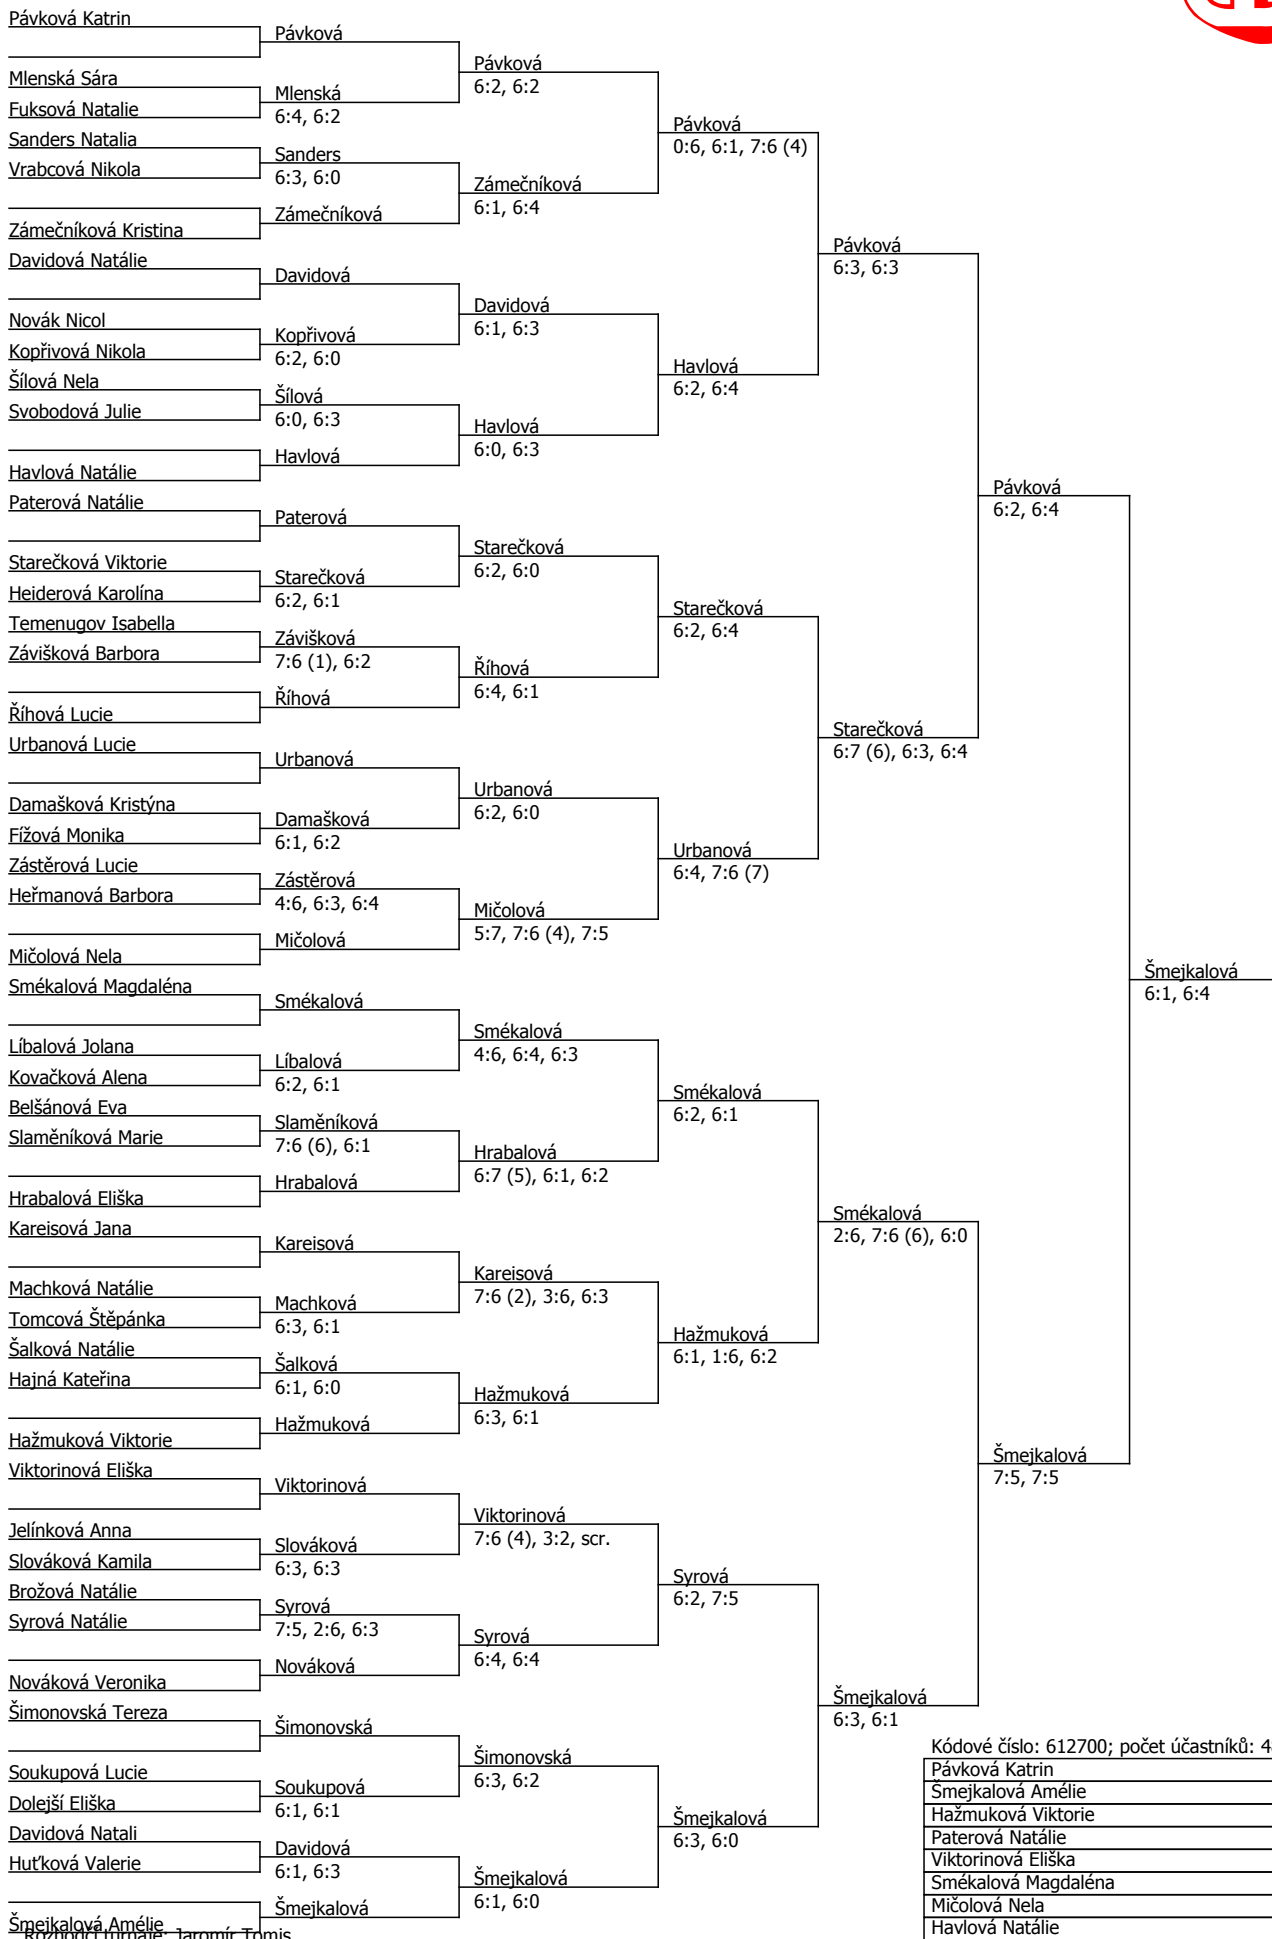 Pávková Katrin
Mlenská Sára
Fuksová Natalie
Sanders Natalia
Vrabcová Nikola
Zámečníková Kristina
Davidová Natálie
Novák Nicol
Kopřivová Nikola
Šílová Nela
Svobodová Julie
Havlová Natálie
Paterová Natálie
Starečková Viktorie
Heiderová Karolína
Temenugov Isabella
Závišková Barbora
Říhová Lucie
Urbanová Lucie
Damašková Kristýna
Fížová Monika
Zástěrová Lucie
Heřmanová Barbora
Mičolová Nela
Smékalová Magdaléna
Líbalová Jolana
Kovačková Alena
Belšánová Eva
Slaměníková Marie
Hrabalová Eliška
Kareisová Jana
Machková Natálie
Tomcová Štěpánka
Šalková Natálie
Hajná Kateřina
Hažmuková Viktorie
Viktorinová Eliška
Jelínková Anna
Slováková Kamila
Brožová Natálie
Syrová Natálie
Nováková Veronika
Šimonovská Tereza
Soukupová Lucie
Dolejší Eliška
Davidová Natali
Huťková Valerie
Šmejkalová Amélie
Rozhodčí turnaje: Jaromír Tomis
Pávková
Mlenská
6:4, 6:2
Sanders
6:3, 6:0
Zámečníková
Davidová
Kopřivová
6:2, 6:0
Šílová
6:0, 6:3
Havlová
Paterová
Starečková
6:2, 6:1
Závišková
7:6 (1), 6:2
Říhová
Urbanová
Damašková
6:1, 6:2
Zástěrová
4:6, 6:3, 6:4
Mičolová
Smékalová
Líbalová
6:2, 6:1
Slaměníková
7:6 (6), 6:1
Hrabalová
Kareisová
Machková
6:3, 6:1
Šalková
6:1, 6:0
Hažmuková
Viktorinová
Slováková
6:3, 6:3
Syrová
7:5, 2:6, 6:3
Nováková
Šimonovská
Soukupová
6:1, 6:1
Davidová
6:1, 6:3
Šmejkalová
Pávková
6:2, 6:2
Zámečníková
6:1, 6:4
Davidová
6:1, 6:3
Havlová
6:0, 6:3
Starečková
6:2, 6:0
Říhová
6:4, 6:1
Urbanová
6:2, 6:0
Mičolová
5:7, 7:6 (4), 7:5
Smékalová
4:6, 6:4, 6:3
Hrabalová
6:7 (5), 6:1, 6:2
Kareisová
7:6 (2), 3:6, 6:3
Hažmuková
6:3, 6:1
Viktorinová
7:6 (4), 3:2, scr.
Syrová
6:4, 6:4
Šimonovská
6:3, 6:2
Šmejkalová
6:1, 6:0
Pávková
0:6, 6:1, 7:6 (4)
Havlová
6:2, 6:4
Starečková
6:2, 6:4
Urbanová
6:4, 7:6 (7)
Smékalová
6:2, 6:1
Hažmuková
6:1, 1:6, 6:2
Syrová
6:2, 7:5
Šmejkalová
6:3, 6:0
Pávková
6:3, 6:3
Starečková
6:7 (6), 6:3, 6:4
Smékalová
2:6, 7:6 (6), 6:0
Šmejkalová
6:3, 6:1
Pávková
6:2, 6:4
Šmejkalová
7:5, 7:5
Šmejkalová
6:1, 6:4
Kódové číslo: 612700; počet účastníků: 4
Pávková Katrin
Šmejkalová Amélie
Hažmuková Viktorie
Paterová Natálie
Viktorinová Eliška
Smékalová Magdaléna
Mičolová Nela
Havlová Natálie